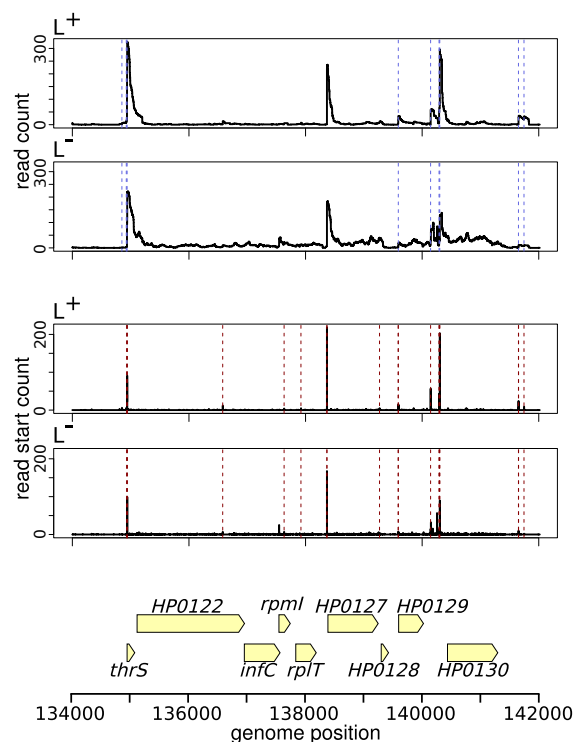 L+
300
0
L-
300
0
read count
L+
200
0
L-
200
0
read start count
HP0122 rpmI HP0127 HP0129
thrS infC rplT HP0128 HP0130
134000 136000 138000 140000 142000
genome position